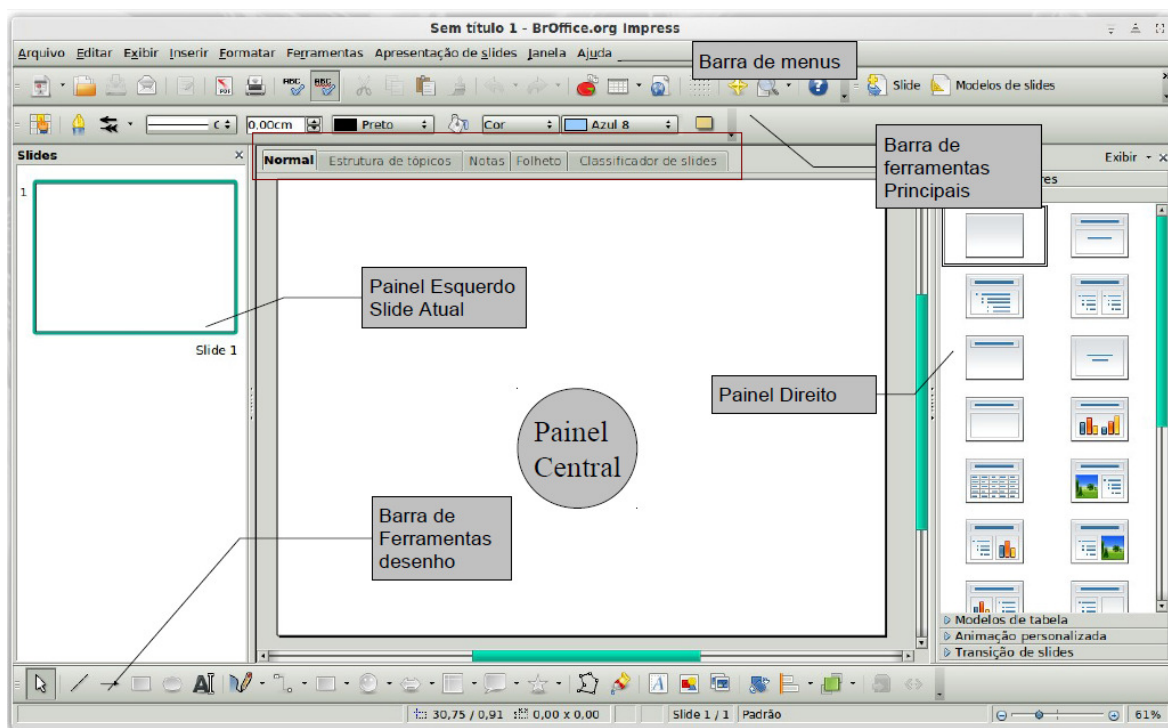 Sem título 1 - BrOffice.org Impress
Arquivo Editar Exibir Inserir Formatar Ferramentas Apresentação de slides Janela Ajuda
Barra de menus
Slide Modelos de slides
0,00cm Preto Cor Azul 8
Barra de
ferramentas
Principais
Slides
Normal Estrutura de tópicos Notas Folheto Classificador de slides
Exibir
1
Painel Esquerdo
Slide Atual
Slide 1
Painel Direito
Painel
Central
Barra de
Ferramentas
desenho
Modelos de tabela
Animação personalizada
Transição de slides
30,75 / 0,91 0,00 x 0,00 Slide 1 / 1 Padrão 61%